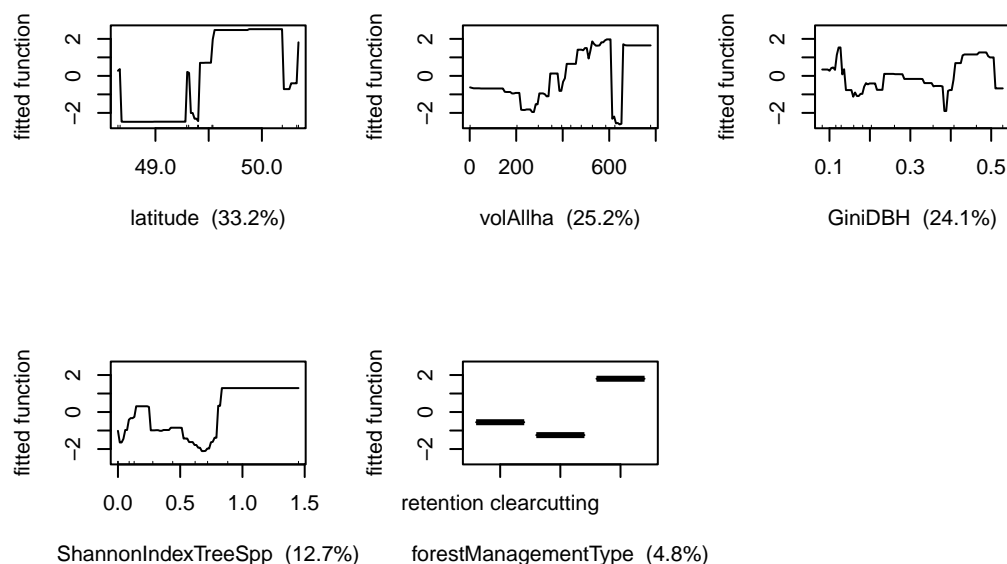 fitted function
2
0
−2
49.0 50.0
latitude (33.2%)
fitted function
2
0
−2
0 200 600
volAllha (25.2%)
fitted function
2
0
−2
0.1 0.3 0.5
GiniDBH (24.1%)
fitted function
2
0
−2
0.0 0.5 1.0 1.5
ShannonIndexTreeSpp (12.7%)
fitted function
2
0
−2
retention clearcutting
forestManagementType (4.8%)